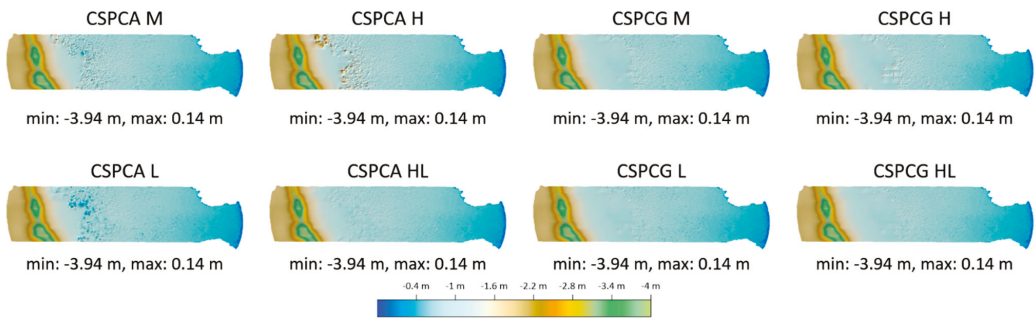 CSPCA M CSPCA H CSPCG M CSPCG H
min: -3.94 m, max: 0.14 m min: -3.94 m, max: 0.14 m min: -3.94 m, max: 0.14 m min: -3.94 m, max: 0.14 m
CSPCA L CSPCA HL CSPCG L CSPCG HL
min: -3.94 m, max: 0.14 m min: -3.94 m, max: 0.14 m min: -3.94 m, max: 0.14 m min: -3.94 m, max: 0.14 m
-0.4 m -1 m -1.6 m -2.2 m -2.8 m -3.4 m -4 m